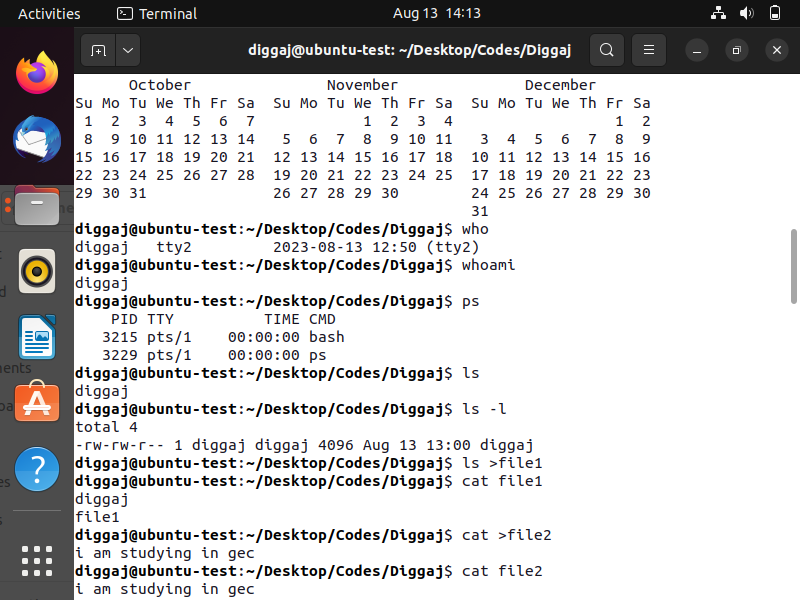 Activities Terminal Aug 13 14:13
diggaj@ubuntu-test: ~/Desktop/Codes/Diggaj
October November December
Su Mo Tu We Th Fr Sa Su Mo Tu We Th Fr Sa Su Mo Tu We Th Fr Sa
1 2 3 4 5 6 7 1 2 3 4 1 2
8 9 10 11 12 13 14 5 6 7 8 9 10 11 3 4 5 6 7 8 9
15 16 17 18 19 20 21 12 13 14 15 16 17 18 10 11 12 13 14 15 16
22 23 24 25 26 27 28 19 20 21 22 23 24 25 17 18 19 20 21 22 23
29 30 31 26 27 28 29 30 24 25 26 27 28 29 30
31
diggaj@ubuntu-test:~/Desktop/Codes/Diggaj$ who
diggaj tty2 2023-08-13 12:50 (tty2)
diggaj@ubuntu-test:~/Desktop/Codes/Diggaj$ whoami
diggaj
diggaj@ubuntu-test:~/Desktop/Codes/Diggaj$ ps
PID TTY TIME CMD
3215 pts/1 00:00:00 bash
3229 pts/1 00:00:00 ps
diggaj@ubuntu-test:~/Desktop/Codes/Diggaj$ ls
diggaj
diggaj@ubuntu-test:~/Desktop/Codes/Diggaj$ ls -l
total 4
-rw-rw-r-- 1 diggaj diggaj 4096 Aug 13 13:00 diggaj
diggaj@ubuntu-test:~/Desktop/Codes/Diggaj$ ls >file1
diggaj@ubuntu-test:~/Desktop/Codes/Diggaj$ cat file1
diggaj
file1
diggaj@ubuntu-test:~/Desktop/Codes/Diggaj$ cat >file2
i am studying in gec
diggaj@ubuntu-test:~/Desktop/Codes/Diggaj$ cat file2
i am studying in gec